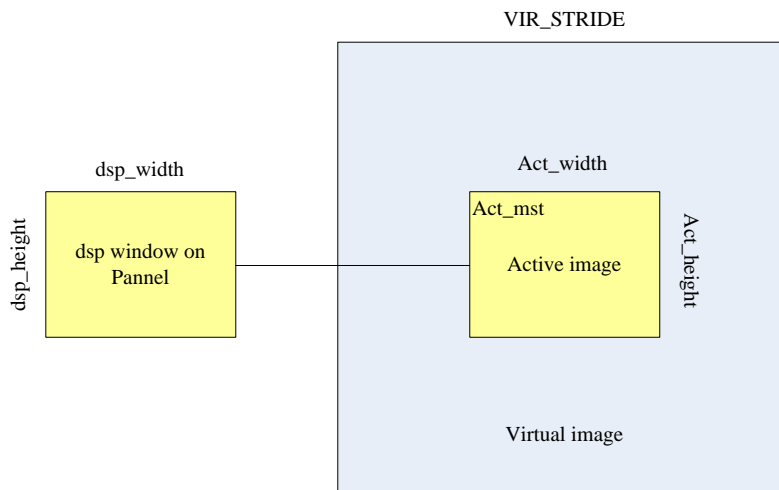 VIR_STRIDE
dsp_width
Act_width
dsp_height
dsp window on
Pannel
Act_mst
Active image
Act_height
Virtual image